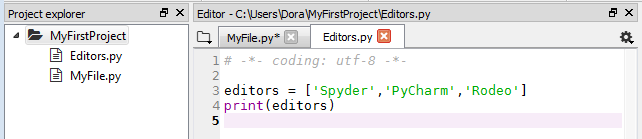 Project explorer
MyFirstProject
Editors.py
MyFile.py
Editor - C:\Users\Dora\MyFirstProject\Editors.py
MyFile.py* Editors.py
1 # -*- coding: utf-8 -*-
2
3 editors = ['Spyder','PyCharm','Rodeo']
4 print(editors)
5